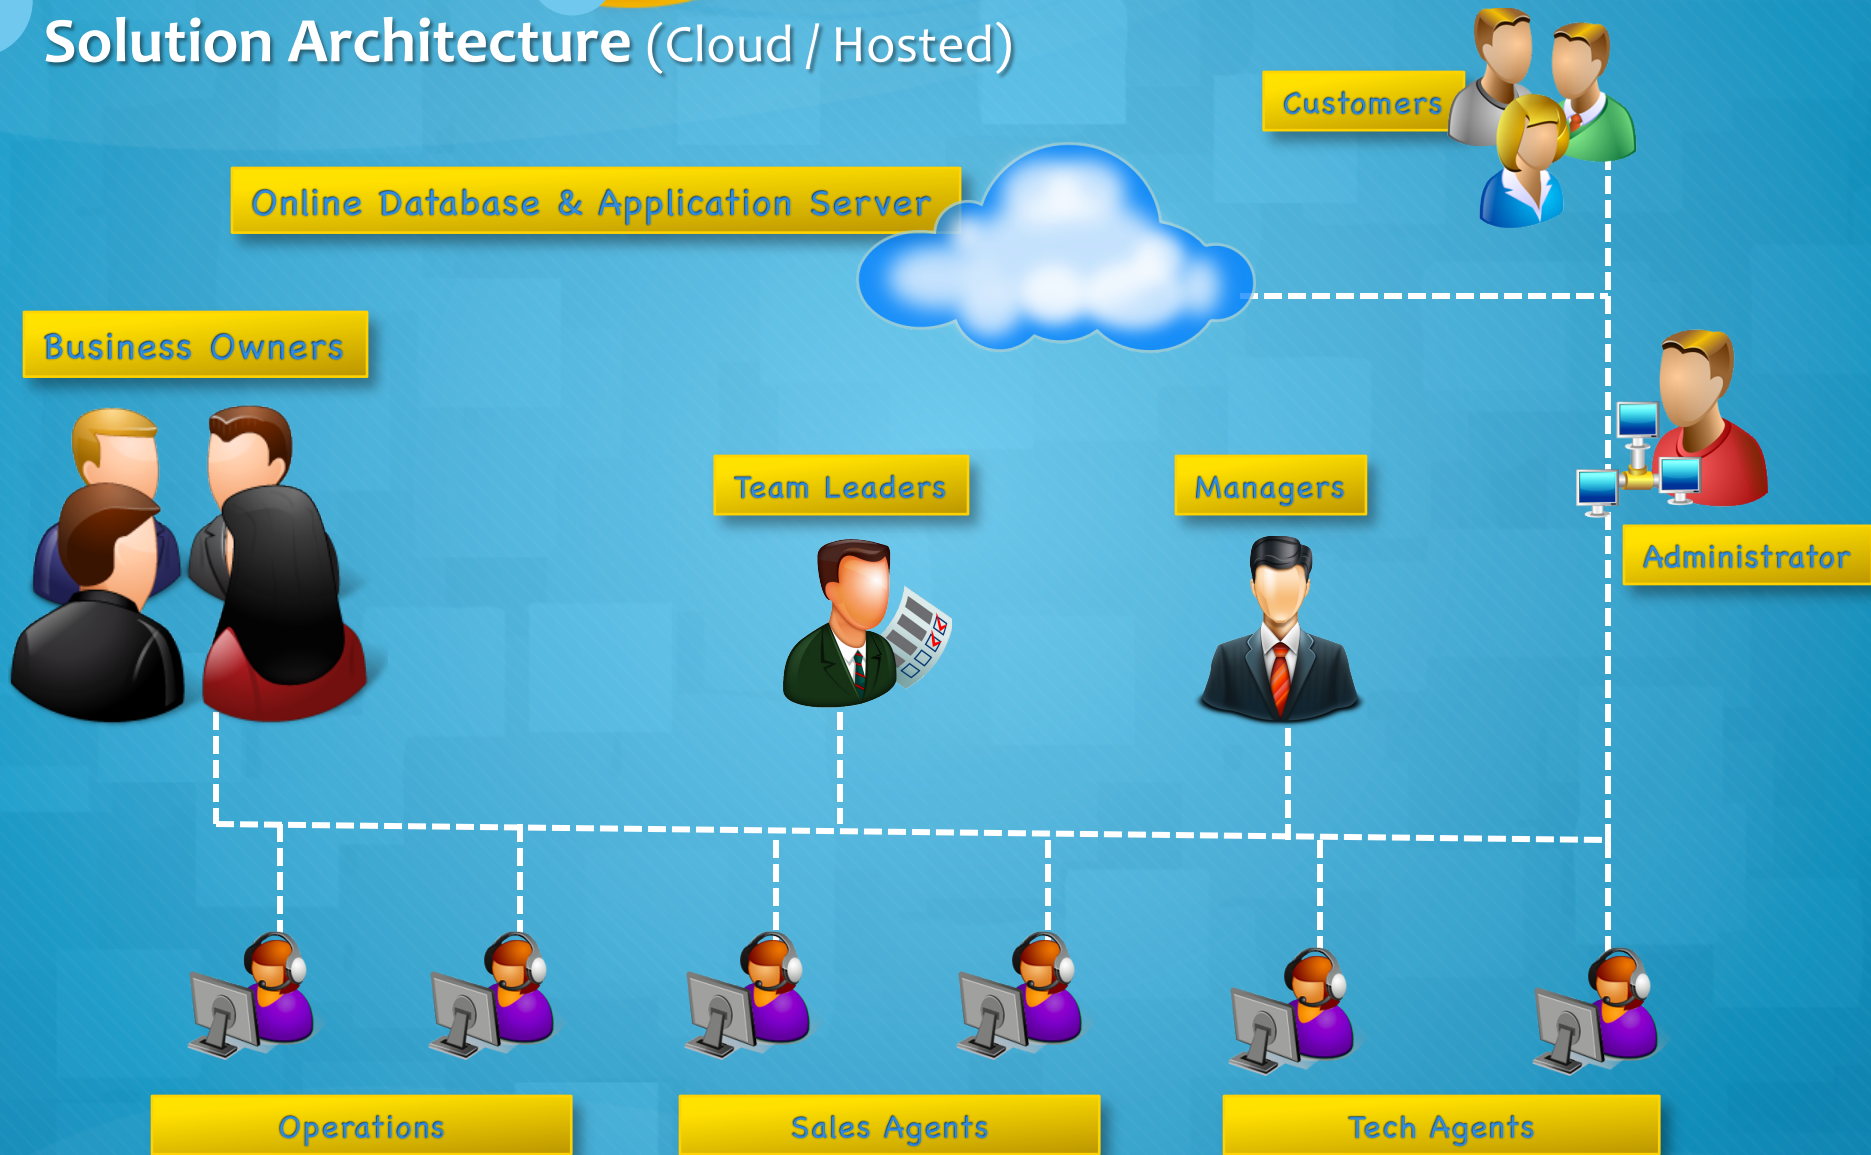 Solution Architecture (Cloud / Hosted)
Customers
Online Database & Application Server
Business Owners
Team Leaders
Managers
Administrator
Operations
Sales Agents
Tech Agents